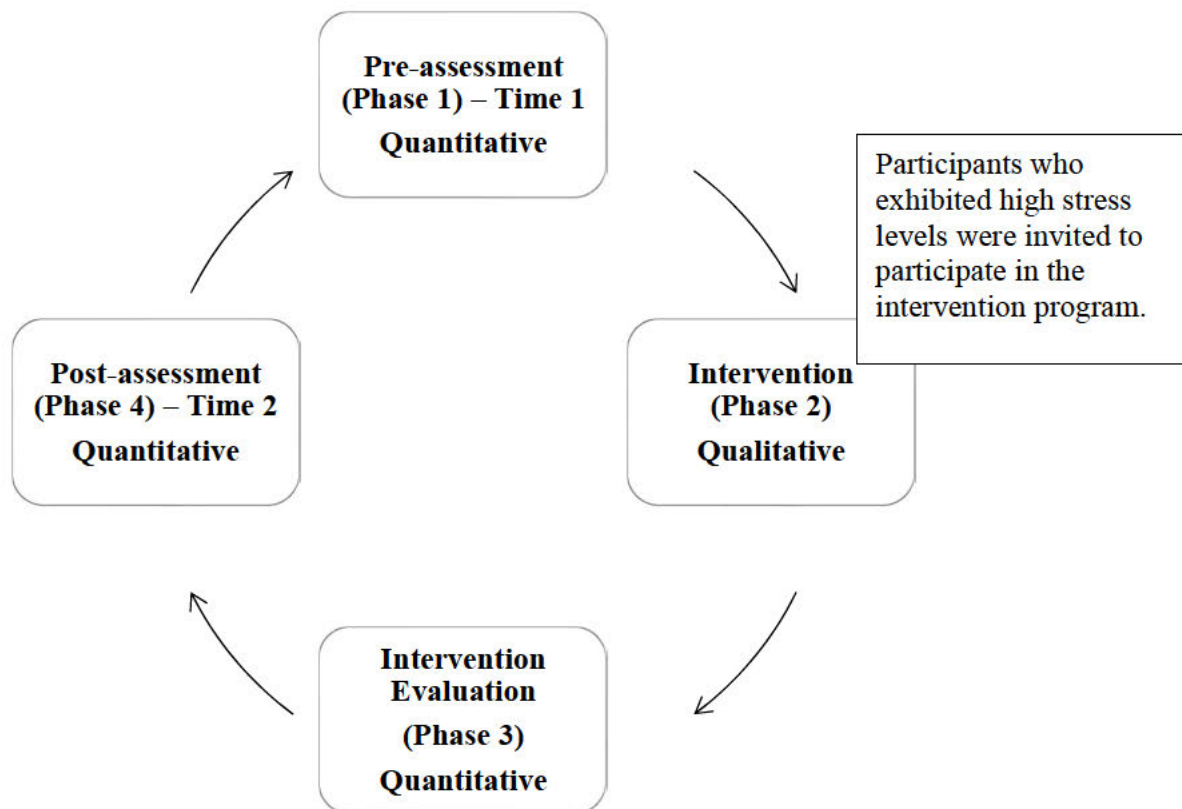 Pre-assessment
(Phase 1) – Time 1
Quantitative
Participants who
exhibited high stress
levels were invited to
participate in the
intervention program.
Intervention
(Phase 2)
Qualitative
Intervention
Evaluation
(Phase 3)
Quantitative
Post-assessment
(Phase 4) – Time 2
Quantitative